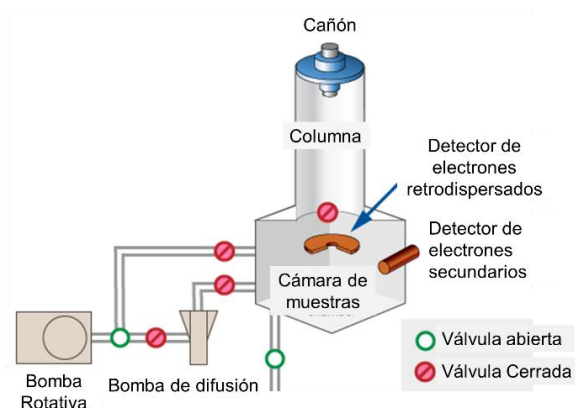 Cañón
Columna
Detector de
electrones
retrodispersados
Detector de
electrones
secundarios
Cámara de
muestras
Válvula abierta
Válvula Cerrada
Bomba
Rotativa
Bomba de difusión